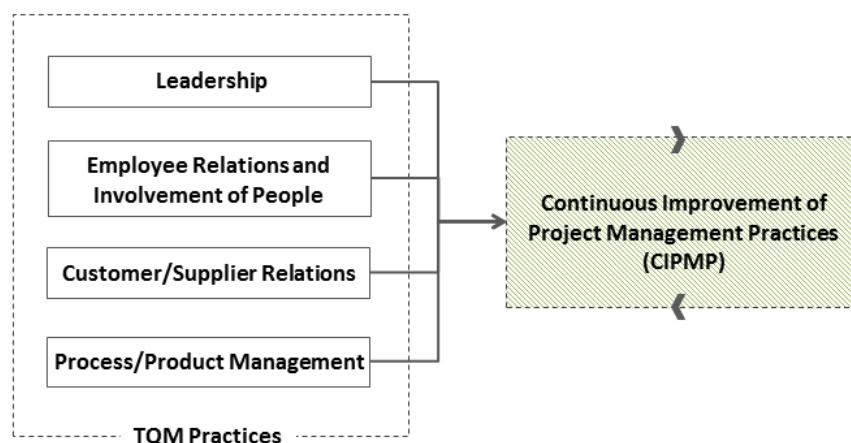 Leadership
Employee Relations and
Involvement of People
Customer/Supplier Relations
Process/Product Management
TQM Practices
Continuous Improvement of
Project Management Practices
(CIPMP)